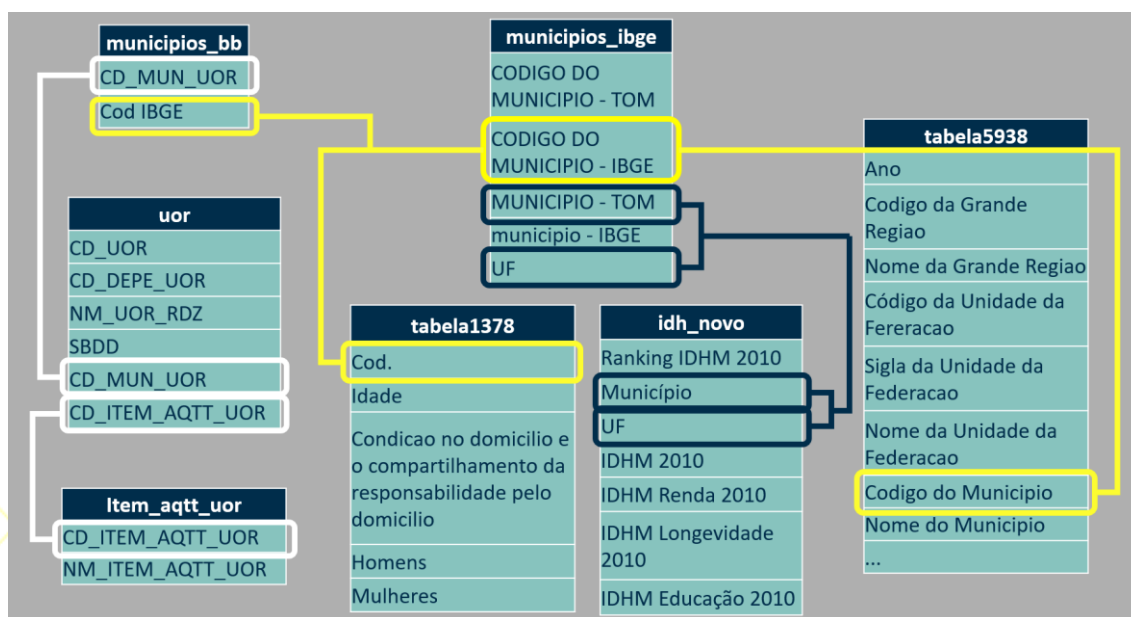 municipios_bb
CD_MUN_UOR
Cod IBGE
uor
CD_UOR
CD_DEPE_UOR
NM_UOR_RDZ
SBDD
CD_MUN_UOR
CD_ITEM_AQTT_UOR
Item_aqtt_uor
CD_ITEM_AQTT_UOR
NM_ITEM_AQTT_UOR
municipios_ibge
CODIGO DO
MUNICIPIO - TOM
CODIGO DO
MUNICIPIO - IBGE
MUNICIPIO - TOM
municipio - IBGE
UF
tabela1378
Cod.
Idade
Condicao no domicilio e
o compartilhamento da
responsabilidade pelo
domicilio
Homens
Mulheres
idh_novo
Ranking IDHM 2010
Município
UF
IDHM 2010
IDHM Renda 2010
IDHM Longevidade
2010
IDHM Educação 2010
tabela5938
Ano
Codigo da Grande
Regiao
Nome da Grande Regiao
Código da Unidade da
Fereracao
Sigla da Unidade da
Federacao
Nome da Unidade da
Federacao
Codigo do Municipio
Nome do Municipio
...